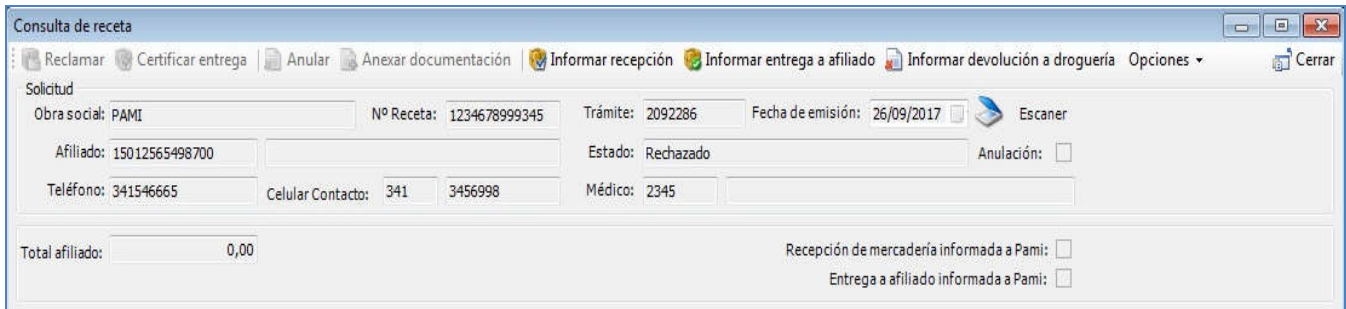 Consulta de receta
Reclamar Certificar entrega Anular Anexar documentación Informar recepción Informar entrega a afiliado Informar devolución a droguería Opciones Cerrar
Solicitud
Obra social: PAMI Nº Receta: 1234678999345 Trámite: 2092286 Fecha de emisión: 26/09/2017 Escaner
Afiliado: 15012565498700 Estado: Rechazado Anulación:
Teléfono: 341546665 Celular Contacto: 341 3456998 Médico: 2345
Total afiliado: 0,00 Recepción de mercadería informada a Pami:
Entrega a afiliado informada a Pami: